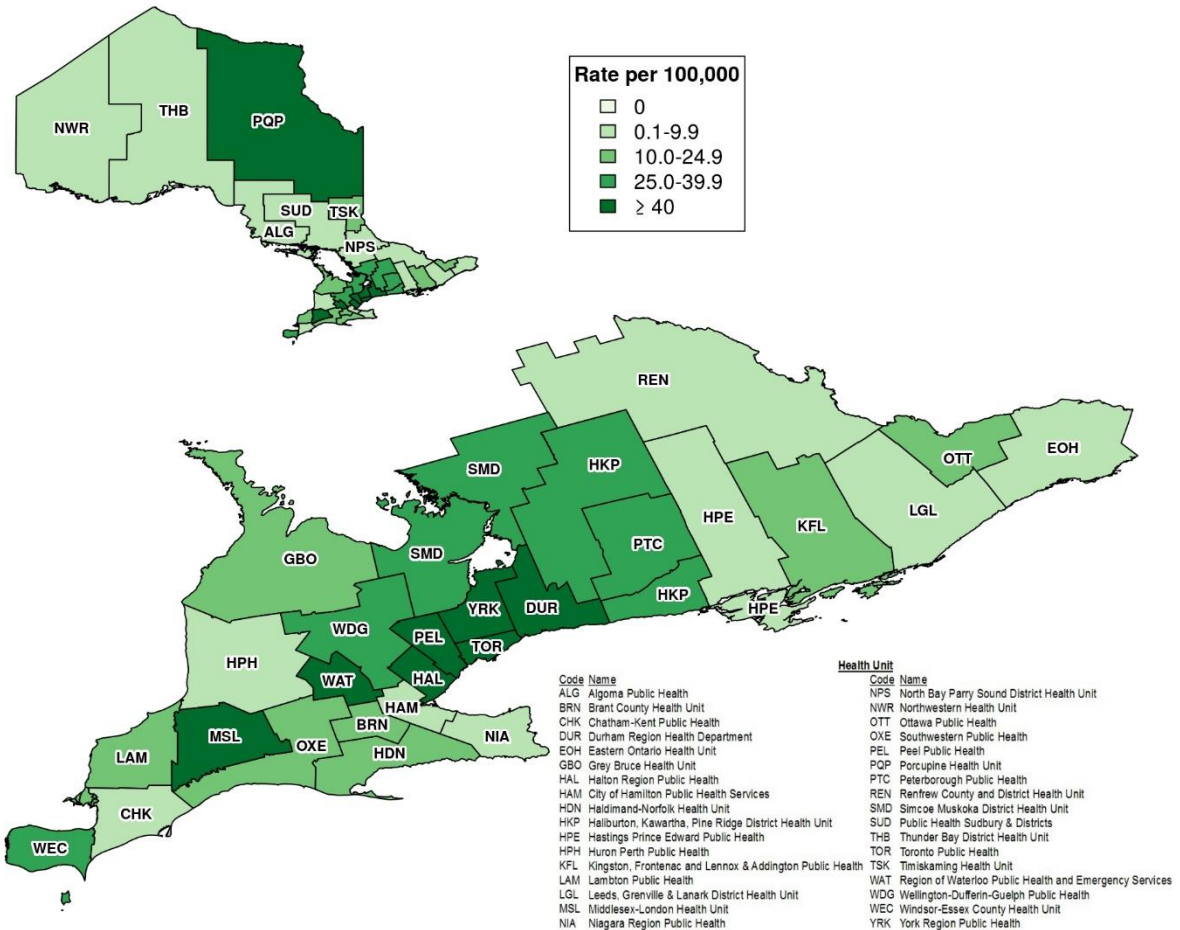 Rate per 100,000
0
0.1-9.9
10.0-24.9
25.0-39.9
≥ 40
NWR
THB
PQP
SUD
TSK
ALG
NPS
REN
SMD
HKP
OTT
EOH
HPE
KFL
LGL
GBO
SMD
PTC
YRK
DUR
HKP
HPE
WDG
PEL
TOR
HPH
WAT
HAL
HAM
MSL
BRN
NIA
OXE
HDN
LAM
CHK
WEC
Health Unit
Code Name
ALG Algoma Public Health
BRN Brant County Health Unit
CHK Chatham-Kent Public Health
DUR Durham Region Health Department
EOH Eastern Ontario Health Unit
GBO Grey Bruce Health Unit
HAL Halton Region Public Health
HAM City of Hamilton Public Health Services
HDN Haldimand-Norfolk Health Unit
HKP Haliburton, Kawartha, Pine Ridge District Health Unit
HPE Hastings Prince Edward Public Health
HPH Huron Perth Public Health
KFL Kingston, Frontenac and Lennox & Addington Public Health
LAM Lambton Public Health
LGL Leeds, Grenville & Lanark District Health Unit
MSL Middlesex-London Health Unit
NIA Niagara Region Public Health
Code Name
NPS North Bay Parry Sound District Health Unit
NWR Northwestern Health Unit
OTT Ottawa Public Health
OXE Southwestern Public Health
PEL Peel Public Health
PQP Porcupine Health Unit
PTC Peterborough Public Health
REN Renfrew County and District Health Unit
SMD Simcoe Muskoka District Health Unit
SUD Public Health Sudbury & Districts
THB Thunder Bay District Health Unit
TOR Toronto Public Health
TSK Timiskaming Health Unit
WAT Region of Waterloo Public Health and Emergency Services
WDG Wellington-Dufferin-Guelph Public Health
WEC Windsor-Essex County Health Unit
YRK York Region Public Health